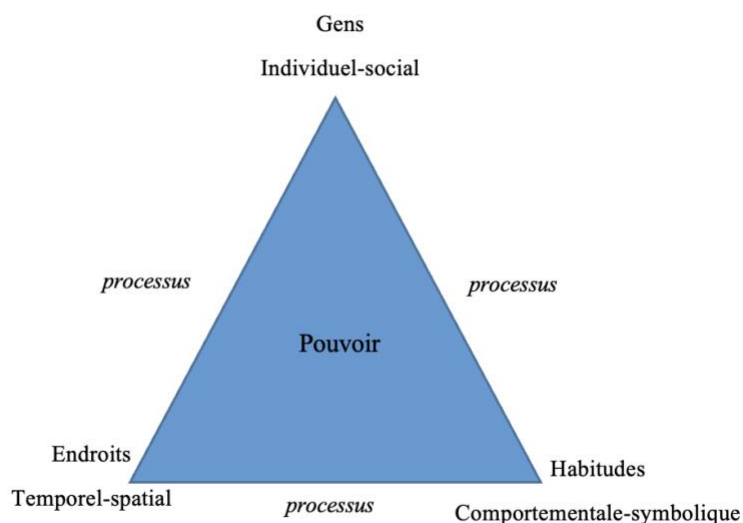 Gens
Individuel-social
processus
processus
Pouvoir
Endroits
Habitudes
Temporel-spatial
processus
Comportementale-symbolique